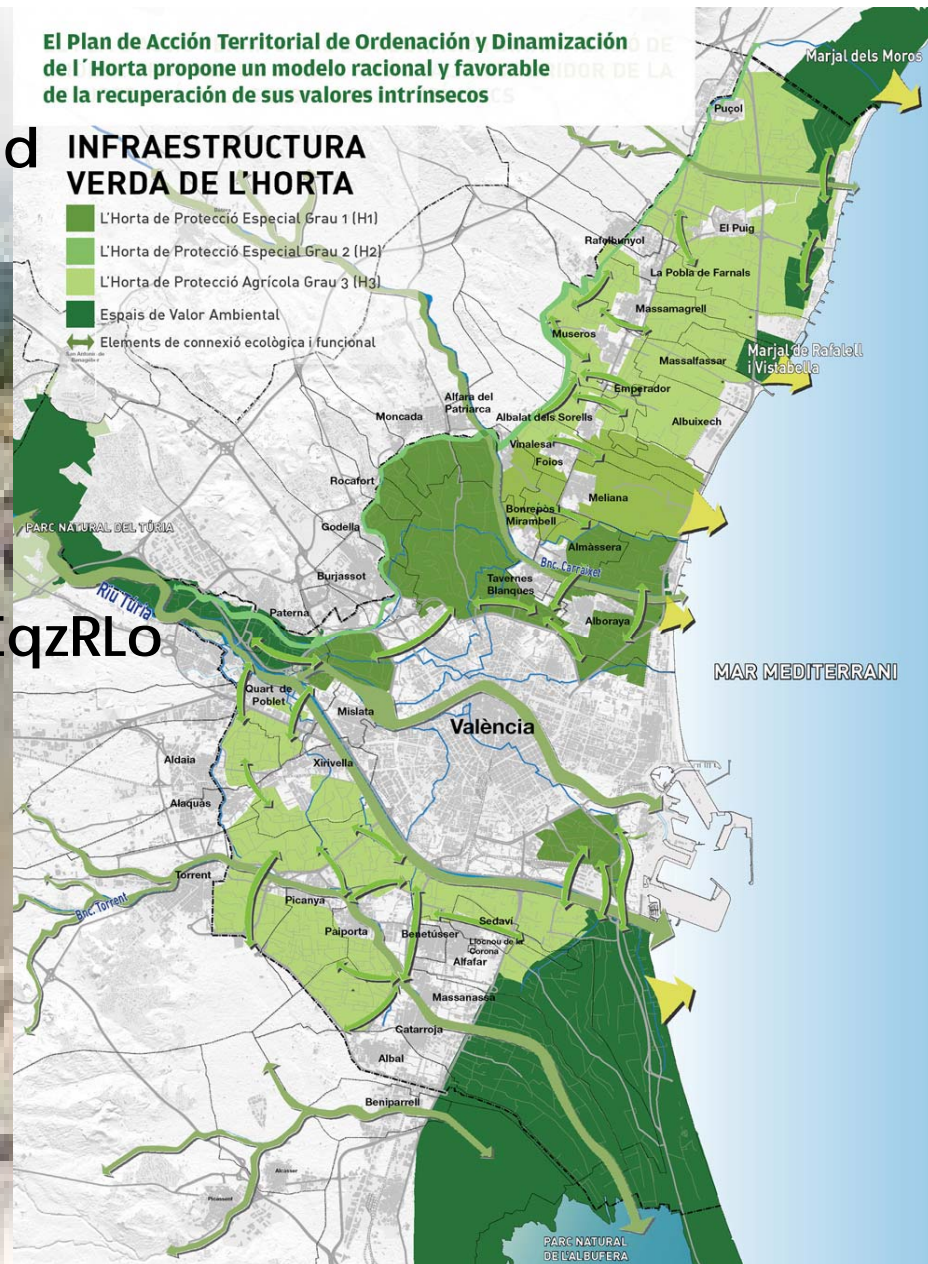 El Plan de Acción Territorial de Ordenación y Dinamización
de l´Horta propone un modelo racional y favorable
de la recuperación de sus valores intrínsecos
d
INFRAESTRUCTURA
VERDA DE L'HORTA
L'Horta de Protecció Especial Grau 1 (H1)
L'Horta de Protecció Especial Grau 2 (H2)
L'Horta de Protecció Agrícola Grau 3 (H3)
Espais de Valor Ambiental
Elements de connexió ecològica i funcional
Marjal dels Moros
Puçol
El Puig
Rafelbunyol
La Pobla de Farnals
Massamagrell
Museros
Marjal de Rafalell
i Vistabella
Massalfassar
Emperador
Alfara del
Patriarca
Moncada
Albalat dels Sorells
Albuixech
Vinalesa
Foios
Rocafort
Meliana
Bonrepòs i
Mirambell
PARC NATURAL DEL TÚRIA
Godella
Almàssera
Bnc. Carraixet
Burjassot
Tavernes
Blanques
Riu Túria
Paterna
Alboraya
qzRLo
MAR MEDITERRANI
Quart de
Poblet
Mislata
València
Aldaia
Xirivella
Alaquàs
Torrent
Bnc. Torrent
Picanya
Sedaví
Paiporta
Benetússer
Llocnou de la
Corona
Alfafar
Massanassa
Catarroja
Albal
Beniparrell
Alcàsser
Picassent
PARC NATURAL
DE L'ALBUFERA